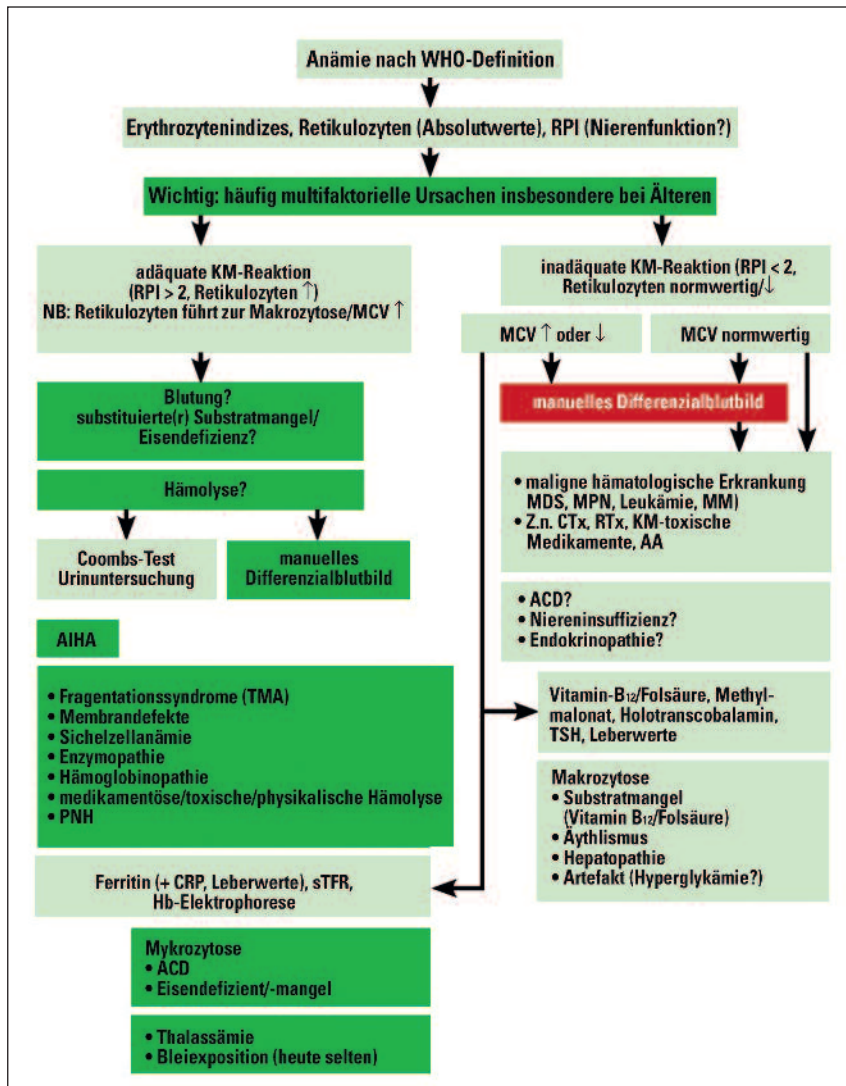 Anämie nach WHO-Definition
Erythrozytenindizes, Retikulozyten (Absolutwerte), RPI (Nierenfunktion?)
Wichtig: häufig multifaktorielle Ursachen insbesondere bei Älteren
adäquate KM-Reaktion
(RPI > 2, Retikulozyten ↑)
NB: Retikulozyten führt zur Makrozytose/MCV ↑
Blutung?
substituierte(r) Substratmangel/
Eisendefizienz?
Hämolyse?
Coombs-Test
Urinuntersuchung
manuelles
Differenzialblutbild
AIHA
• Fragentationssyndrome (TMA)
• Membrandefekte
• Sichelzellanämie
• Enzymopathie
• Hämoglobinopathie
• medikamentöse/toxische/physikalische Hämolyse
• PNH
inadäquate KM-Reaktion (RPI < 2,
Retikulozyten normwertig/↓
MCV ↑ oder ↓
MCV normwertig
manuelles Differenzialblutbild
• maligne hämatologische Erkrankung
MDS, MPN, Leukämie, MM)
• Z.n. CTx, RTx, KM-toxische
Medikamente, AA
• ACD?
• Niereninsuffizienz?
• Endokrinopathie?
Vitamin-B₁₂/Folsäure, Methyl-
malonat, Holotranscobalamin,
TSH, Leberwerte
Makrozytose
• Substratmangel
(Vitamin B₁₂/Folsäure)
• Äythlismus
• Hepatopathie
• Artefakt (Hyperglykämie?)
Ferritin (+ CRP, Leberwerte), sTFR,
Hb-Elektrophorese
Mykrozytose
• ACD
• Eisendefizient/-mangel
• Thalassämie
• Bleiexposition (heute selten)